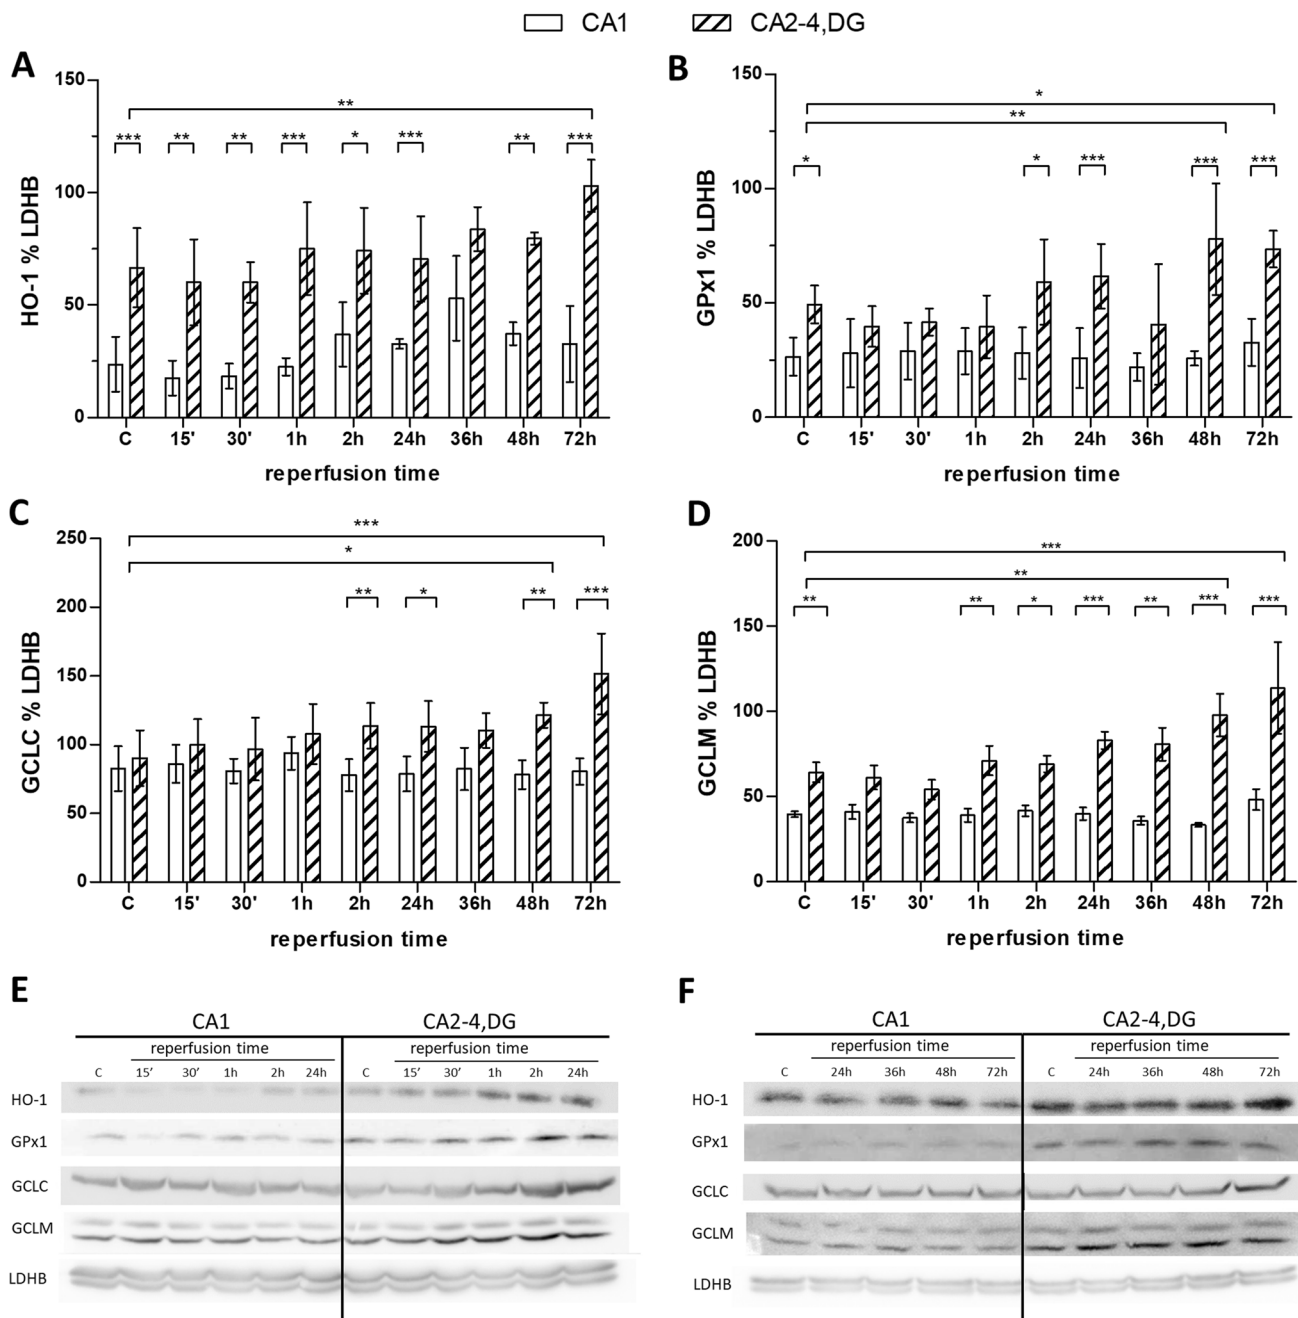 CA1 CA2-4,DG
A
150
100
50
0
HO-1 % LDHB
**
*** ** ** *** * *** ** ***
C 15' 30' 1h 2h 24h 36h 48h 72h
reperfusion time
B
150
100
50
0
GPx1 % LDHB
*
**
* * *** *** ***
C 15' 30' 1h 2h 24h 36h 48h 72h
reperfusion time
C
250
200
150
100
50
0
GCLC % LDHB
***
*
** * ** ***
C 15' 30' 1h 2h 24h 36h 48h 72h
reperfusion time
D
200
150
100
50
0
GCLM % LDHB
***
**
** ** * *** ** *** ***
C 15' 30' 1h 2h 24h 36h 48h 72h
reperfusion time
E
CA1 CA2-4,DG
reperfusion time reperfusion time
C 15' 30' 1h 2h 24h C 15' 30' 1h 2h 24h
HO-1
GPx1
GCLC
GCLM
LDHB
F
CA1 CA2-4,DG
reperfusion time reperfusion time
C 24h 36h 48h 72h C 24h 36h 48h 72h
HO-1
GPx1
GCLC
GCLM
LDHB